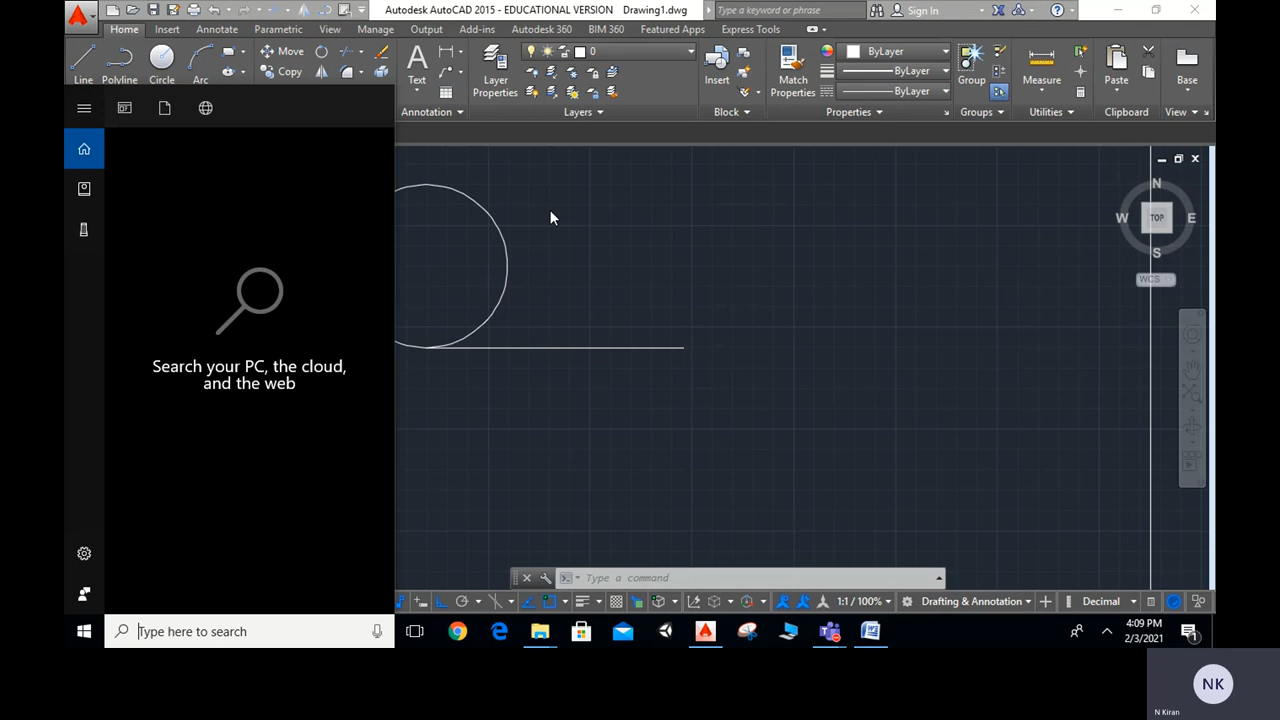 Autodesk AutoCAD 2015 - EDUCATIONAL VERSION Drawing1.dwg
Type a keyword or phrase
Sign In
Home Insert Annotate Parametric View Manage Output Add-ins Autodesk 360 BIM 360 Featured Apps Express Tools
Line
Polyline
Circle
Arc
Move
Copy
Text
Annotation
Layer
Properties
0
Layers
Insert
Block
Match
Properties
ByLayer
ByLayer
ByLayer
Properties
Group
Groups
Measure
Utilities
Paste
Clipboard
Base
View
Search your PC, the cloud,
and the web
N
W TOP E
S
WCS
Type a command
1:1 / 100%
Drafting & Annotation
Decimal
Type here to search
4:09 PM
2/3/2021
1
NK
N Kiran